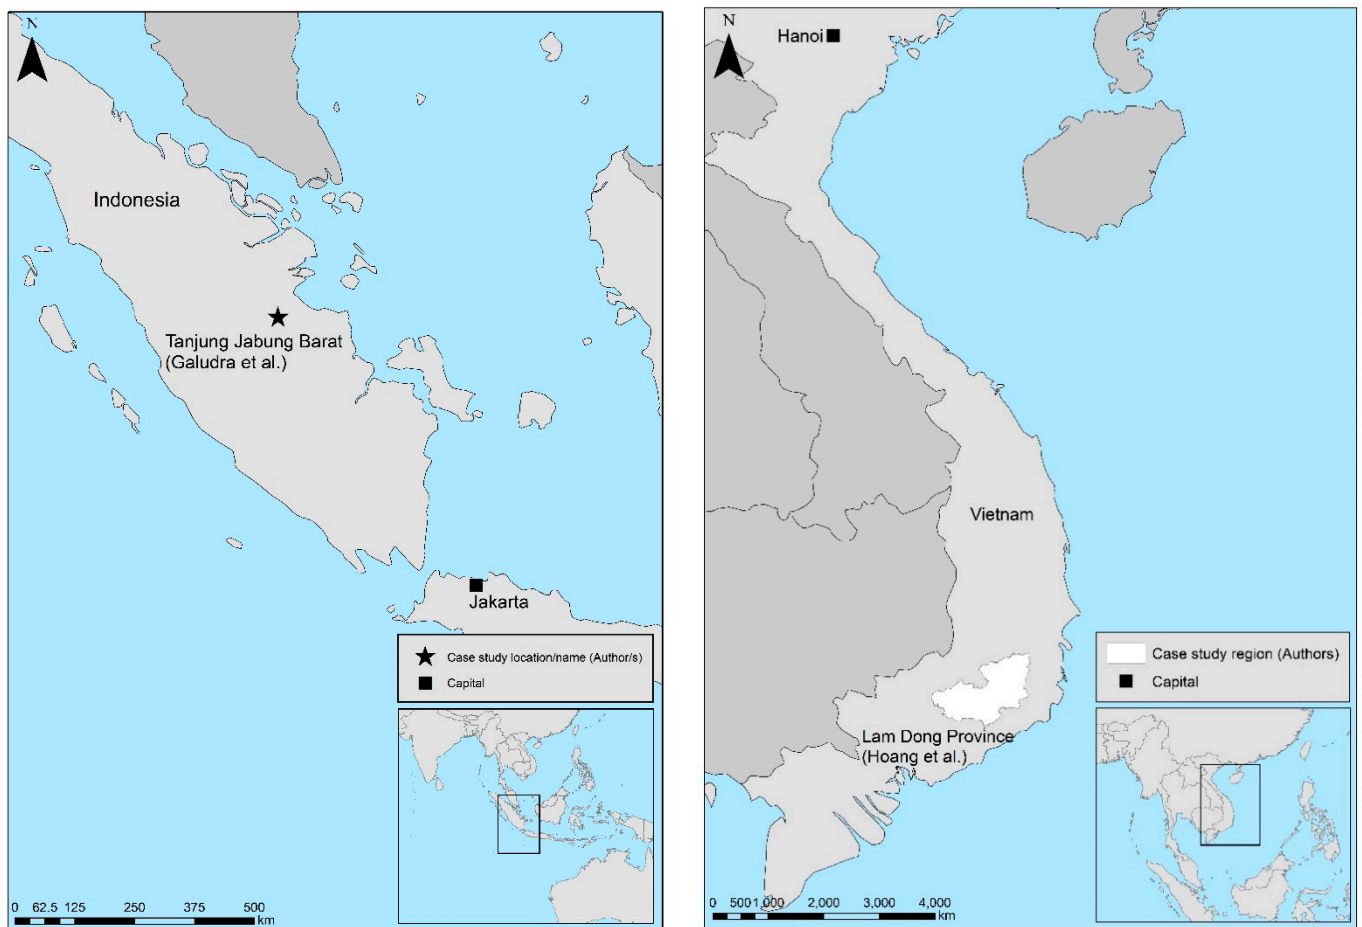 N
Indonesia
Tanjung Jabung Barat
(Galudra et al.)
Jakarta
Case study location/name (Author/s)
Capital
0 62.5 125 250 375 500
km
N
Hanoi
Vietnam
Lam Dong Province
(Hoang et al.)
Case study region (Authors)
Capital
0 500 1,000 2,000 3,000 4,000
km